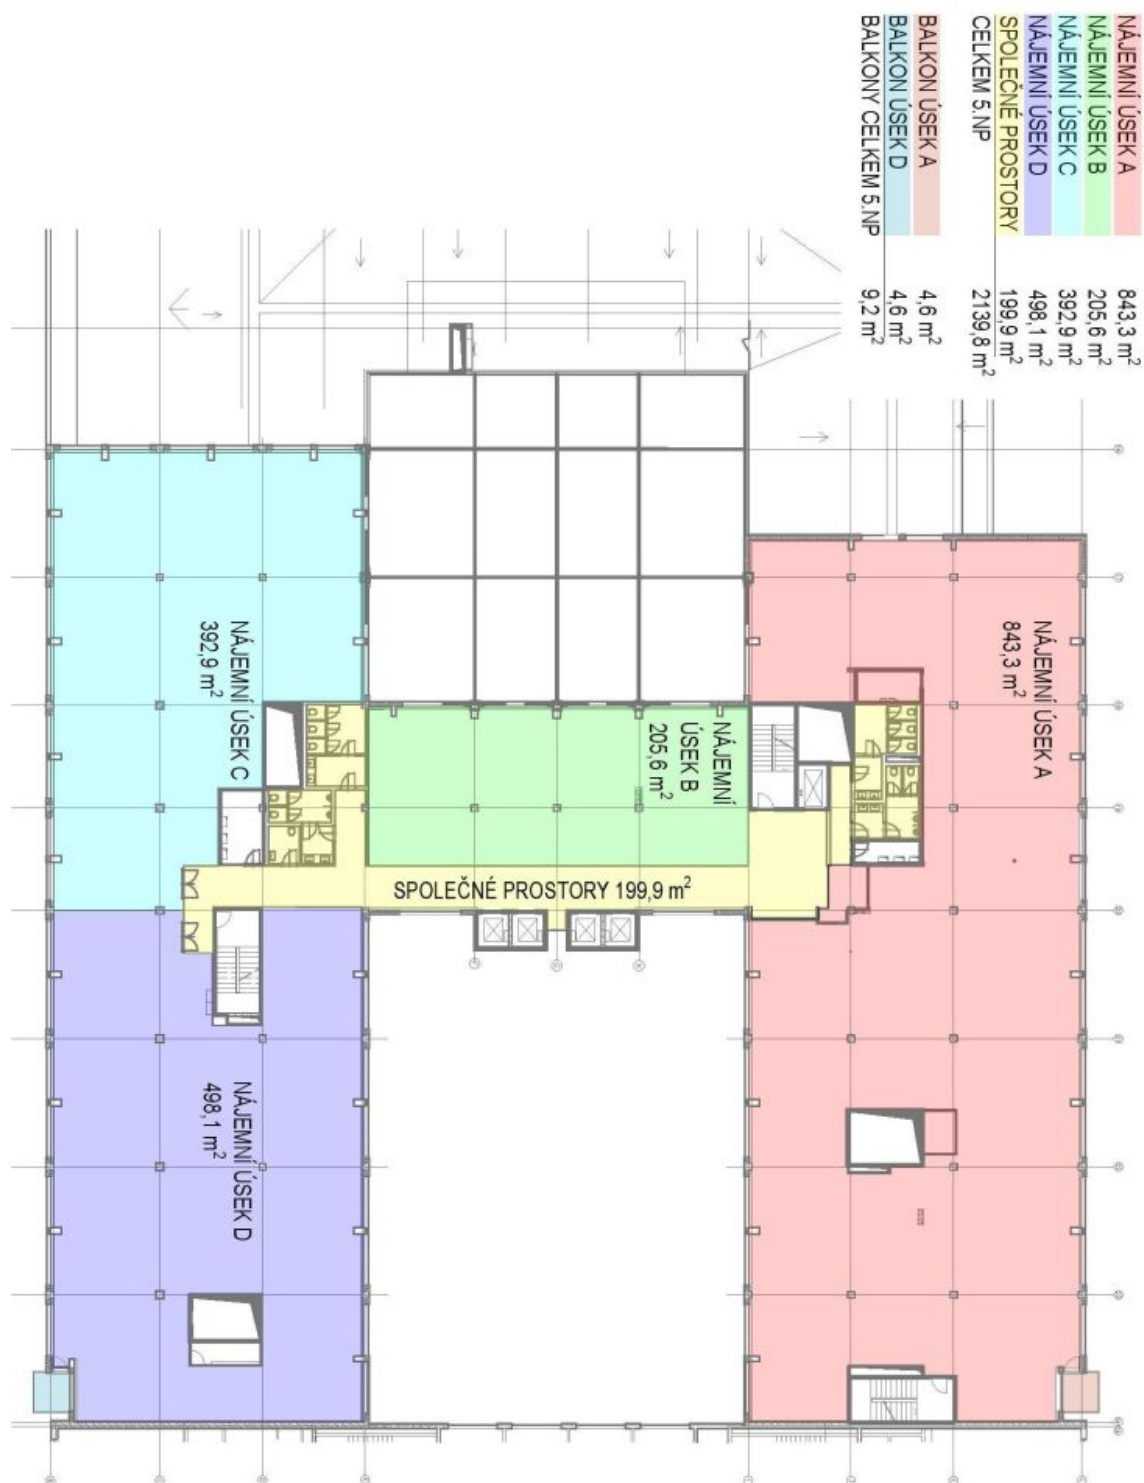 NÁJEMNÍ ÚSEK A 843,3 m²
NÁJEMNÍ ÚSEK B 205,6 m²
NÁJEMNÍ ÚSEK C 392,9 m²
NÁJEMNÍ ÚSEK D 498,1 m²
SPOLEČNÉ PROSTORY 199,9 m²
CELKEM 5.NP 2139,8 m²
BALKON ÚSEK A 4,6 m²
BALKON ÚSEK D 4,6 m²
BALKONY CELKEM 5.NP 9,2 m²
NÁJEMNÍ ÚSEK A
843,3 m²
NÁJEMNÍ
ÚSEK B
205,6 m²
NÁJEMNÍ ÚSEK C
392,9 m²
SPOLEČNÉ PROSTORY 199,9 m²
NÁJEMNÍ ÚSEK D
498,1 m²